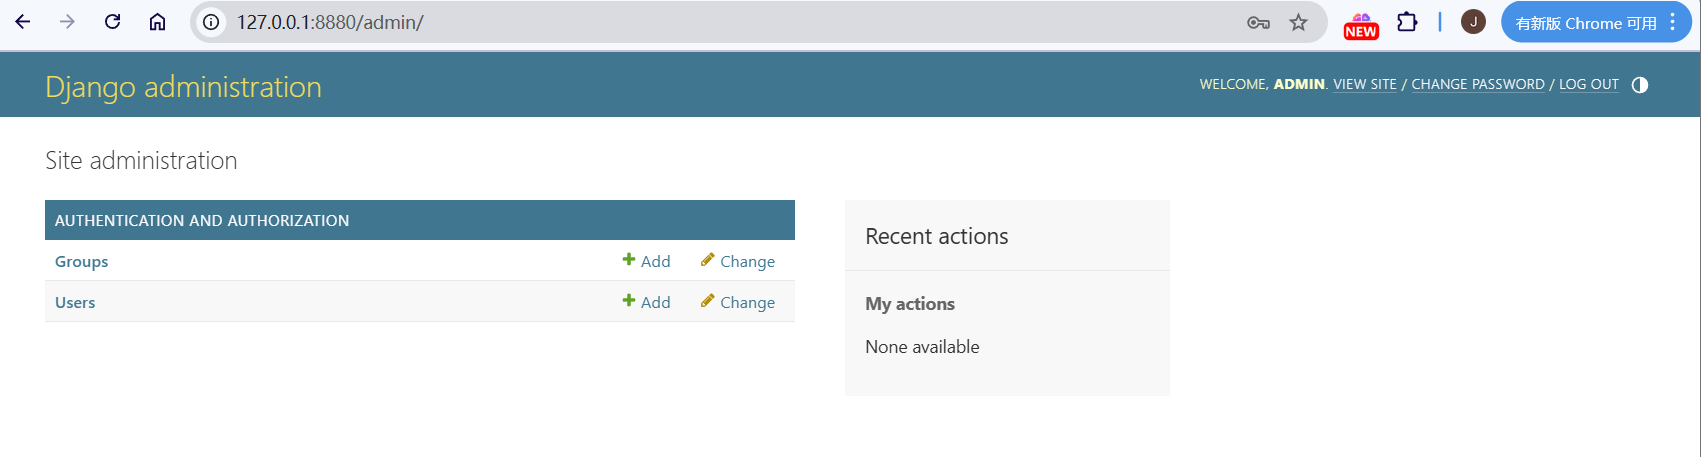 127.0.0.1:8880/admin/
NEW
J
有新版 Chrome 可用
Django administration
WELCOME, ADMIN. VIEW SITE / CHANGE PASSWORD / LOG OUT
Site administration
AUTHENTICATION AND AUTHORIZATION
Groups Add Change
Users Add Change
Recent actions
My actions
None available